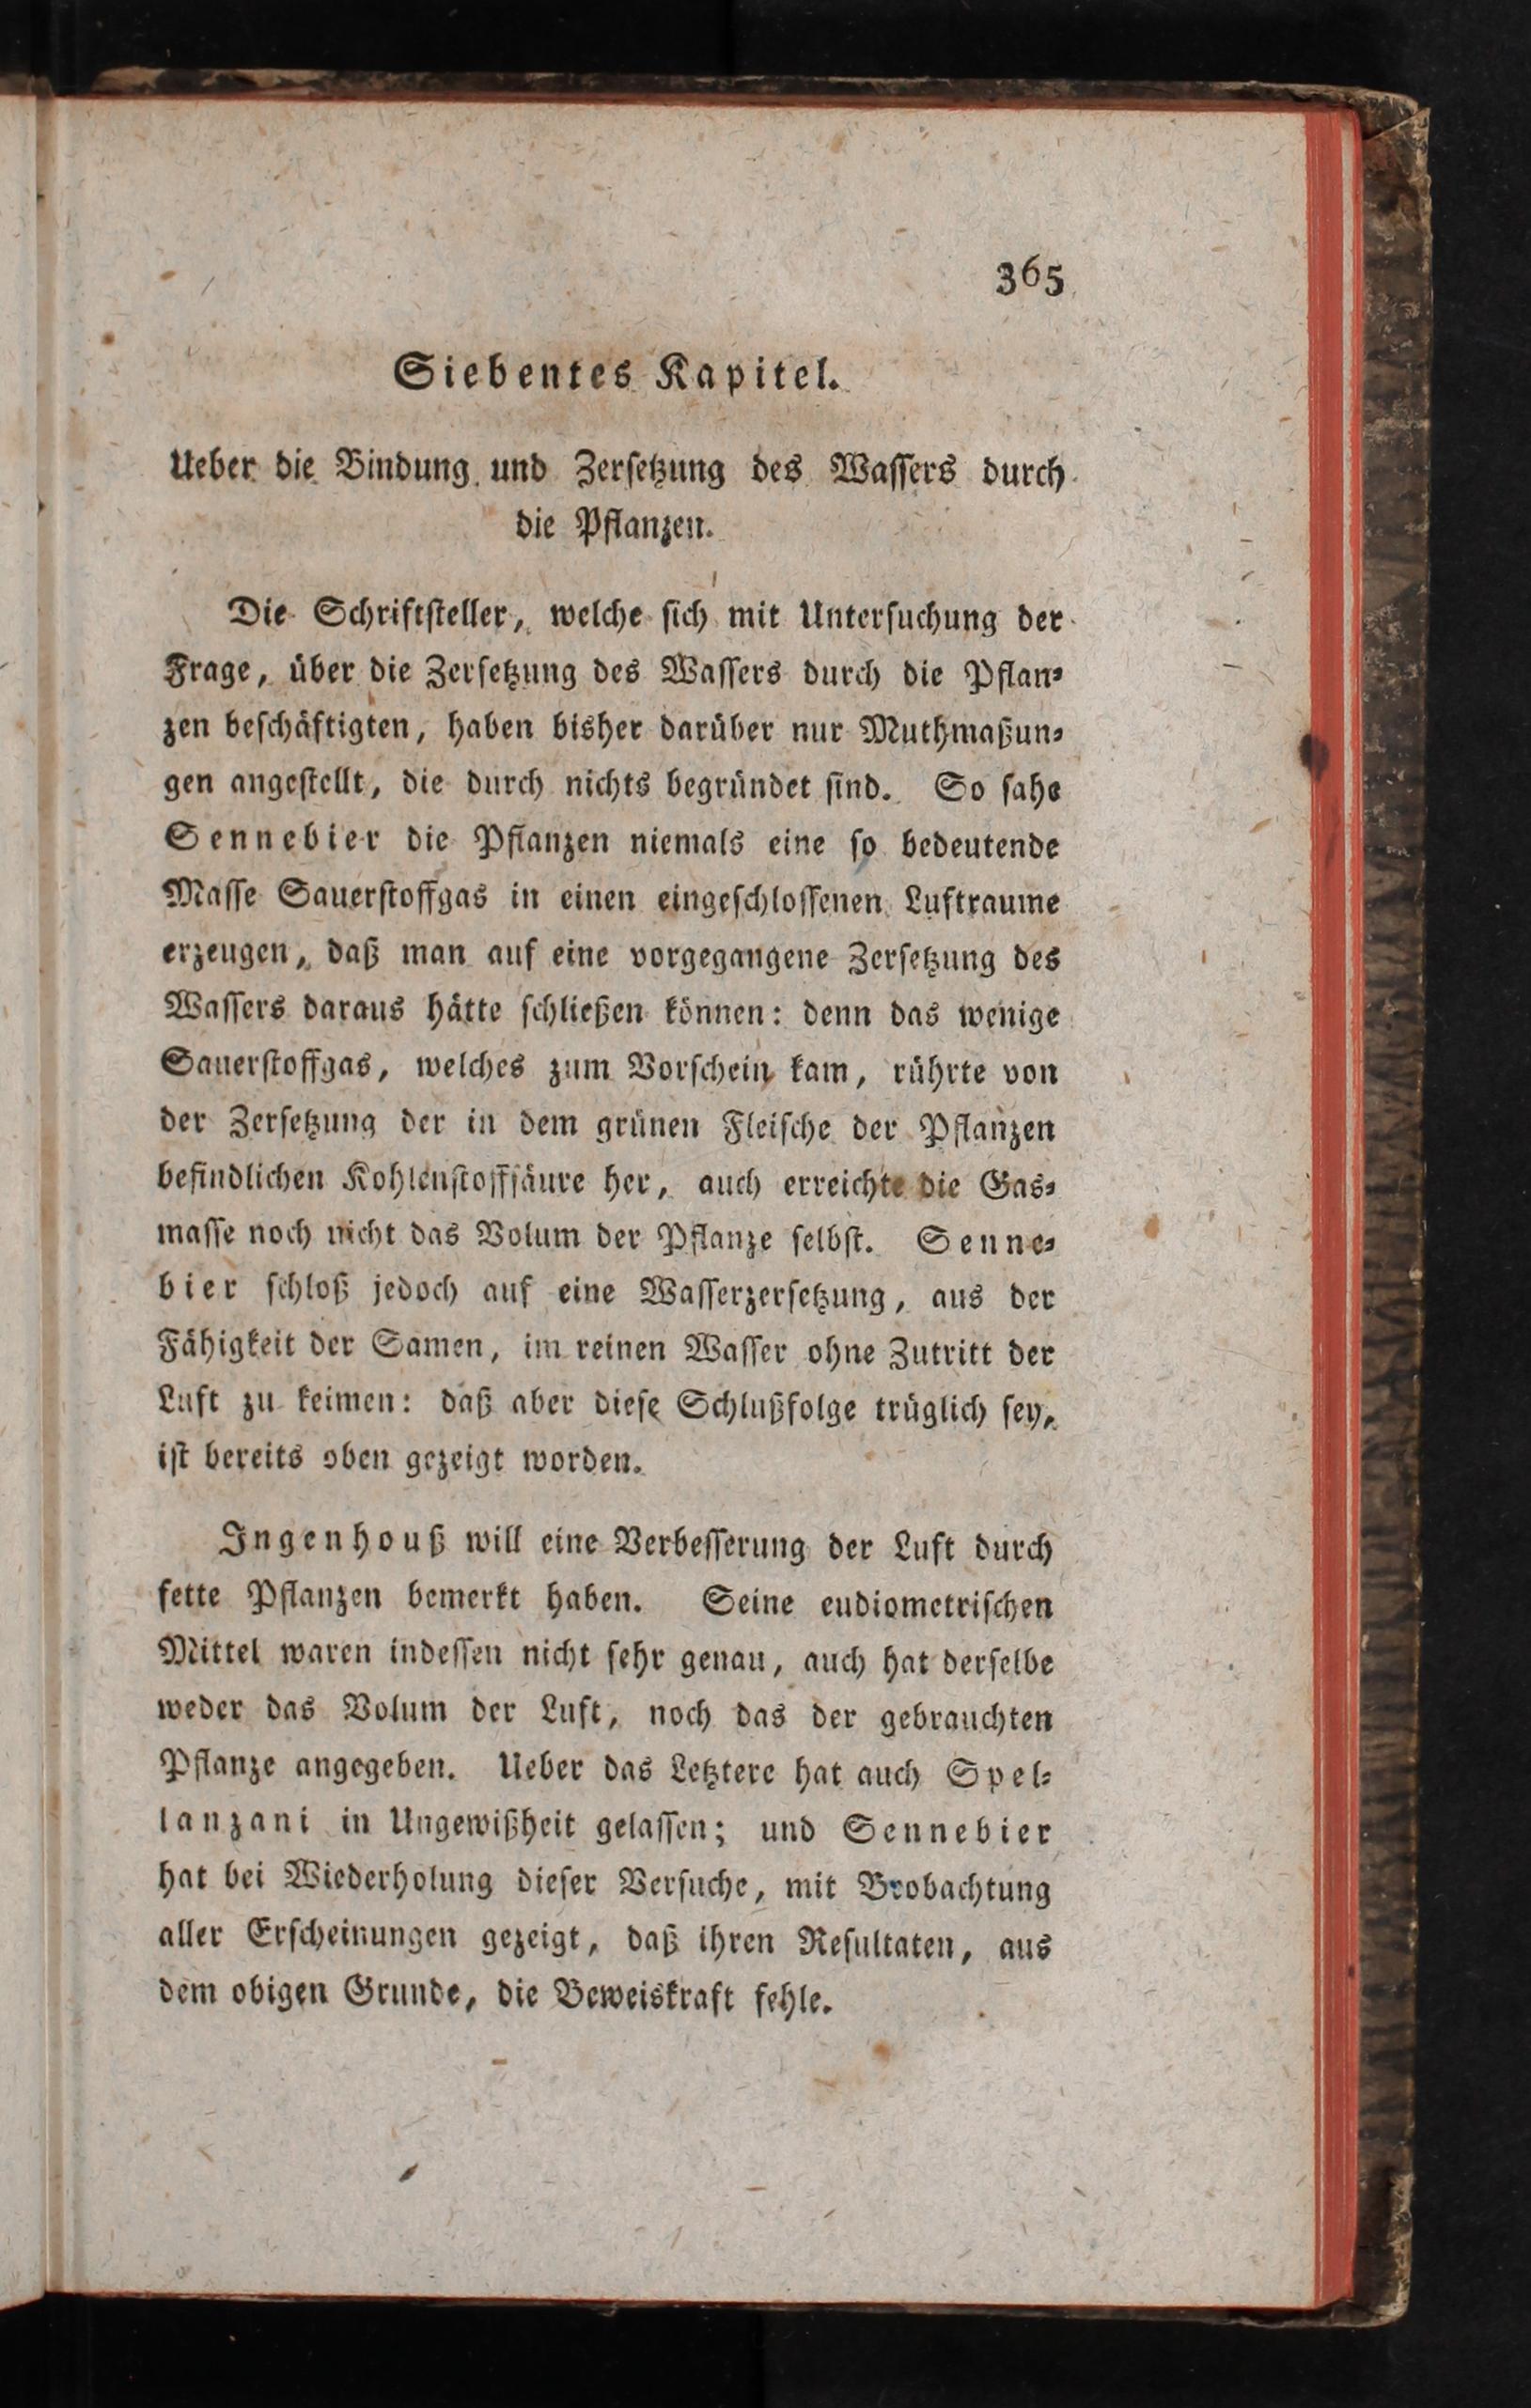 365
Siebentes Kapitel.
Ueber die Bindung und Zersetzung des Wassers durch
die Pflanzen.
Die Schriftsteller, welche sich mit Untersuchung der
Frage, über die Zersetzung des Wassers durch die Pflan-
zen beschäftigten, haben bisher darüber nur Muthmaßun-
gen angestellt, die durch nichts begründet sind. So sahe
Sennebier die Pflanzen niemals eine so bedeutende
Masse Sauerstoffgas in einen eingeschlossenen Luftraume
erzeugen, daß man auf eine vorgegangene Zersetzung des
Wassers daraus hätte schließen können: denn das wenige
Sauerstoffgas, welches zum Vorschein kam, rührte von
der Zersetzung der in dem grünen Fleische der Pflanzen
befindlichen Kohlenstoffsäure her, auch erreichte die Gas-
masse noch nicht das Volum der Pflanze selbst. Senne-
bier schloß jedoch auf eine Wasserzersetzung, aus der
Fähigkeit der Samen, im reinen Wasser ohne Zutritt der
Luft zu keimen: daß aber diese Schlußfolge trüglich sey,
ist bereits oben gezeigt worden.
Ingenhouß will eine Verbesserung der Luft durch
fette Pflanzen bemerkt haben. Seine eudiometrischen
Mittel waren indessen nicht sehr genau, auch hat derselbe
weder das Volum der Luft, noch das der gebrauchten
Pflanze angegeben. Ueber das Letztere hat auch Spel-
lanzani in Ungewißheit gelassen; und Sennebier
hat bei Wiederholung dieser Versuche, mit Beobachtung
aller Erscheinungen gezeigt, daß ihren Resultaten, aus
dem obigen Grunde, die Beweiskraft fehle.